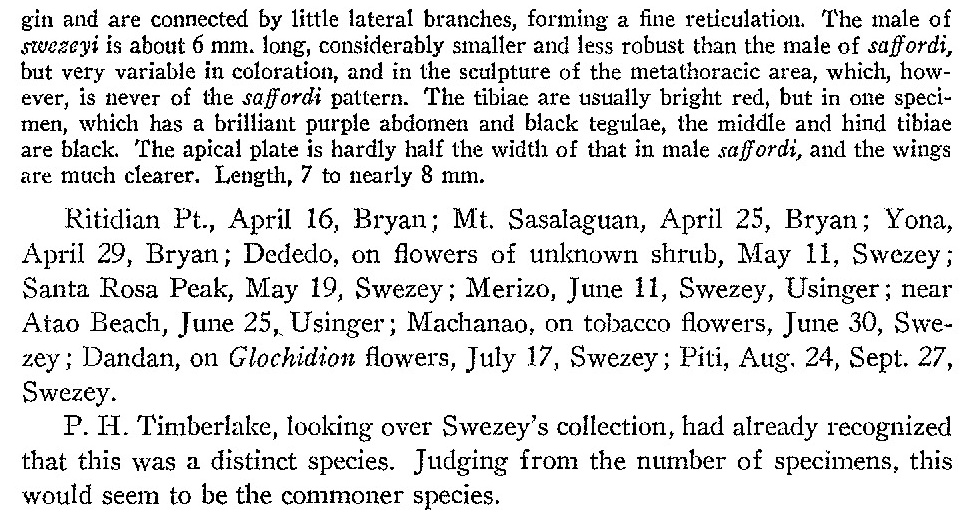 gin and are connected by little lateral branches, forming a fine reticulation. The male of
swezeyi is about 6 mm. long, considerably smaller and less robust than the male of saffordi,
but very variable in coloration, and in the sculpture of the metathoracic area, which, how-
ever, is never of the saffordi pattern. The tibiae are usually bright red, but in one speci-
men, which has a brilliant purple abdomen and black tegulae, the middle and hind tibiae
are black. The apical plate is hardly half the width of that in male saffordi, and the wings
are much clearer. Length, 7 to nearly 8 mm.
Ritidian Pt., April 16, Bryan; Mt. Sasalaguan, April 25, Bryan; Yona,
April 29, Bryan; Dededo, on flowers of unknown shrub, May 11, Swezey;
Santa Rosa Peak, May 19, Swezey; Merizo, June 11, Swezey, Usinger; near
Atao Beach, June 25, Usinger; Machanao, on tobacco flowers, June 30, Swe-
zey; Dandan, on Glochidion flowers, July 17, Swezey; Piti, Aug. 24, Sept. 27,
Swezey.
P. H. Timberlake, looking over Swezey's collection, had already recognized
that this was a distinct species. Judging from the number of specimens, this
would seem to be the commoner species.